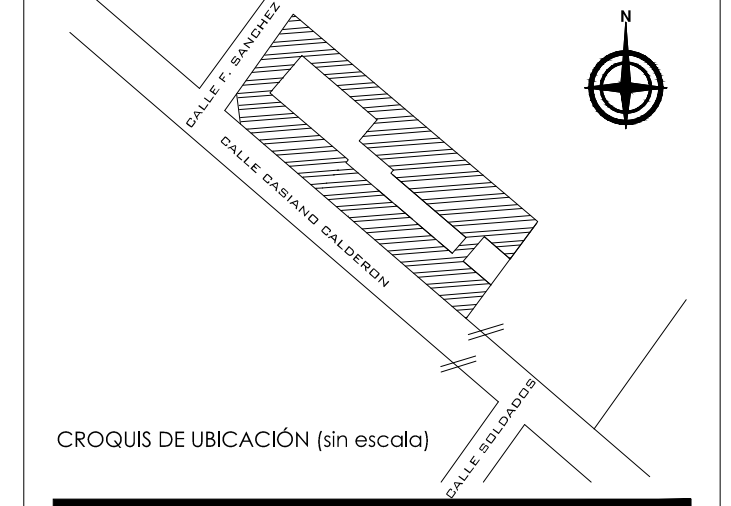 N
CALLE F. SANCHEZ
CALLE CASIANO CALDERON
CALLE SOLDADOS
CROQUIS DE UBICACIÓN (sin escala)